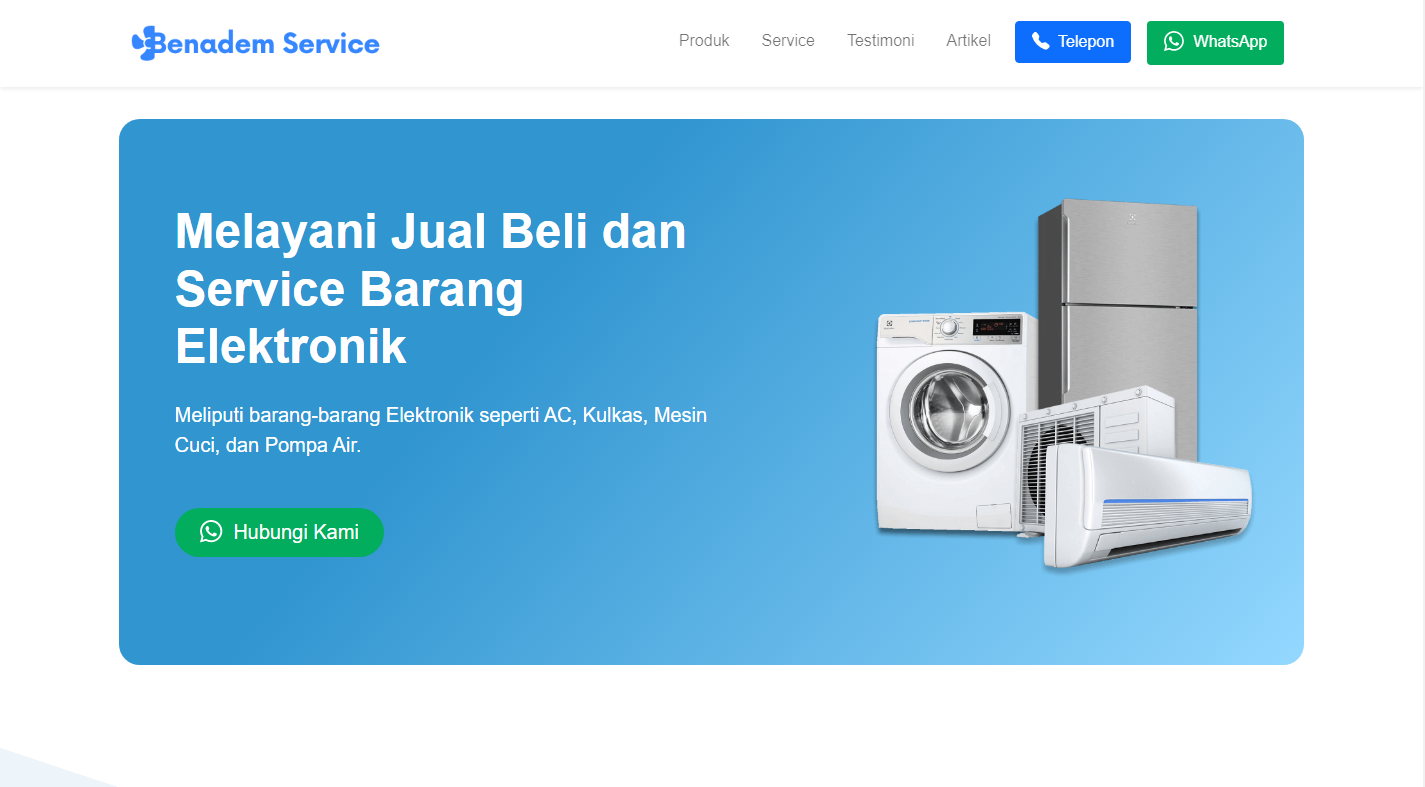 Benadem Service
Produk
Service
Testimoni
Artikel
Telepon
WhatsApp
Melayani Jual Beli dan
Service Barang
Elektronik
Meliputi barang-barang Elektronik seperti AC, Kulkas, Mesin
Cuci, dan Pompa Air.
Hubungi Kami